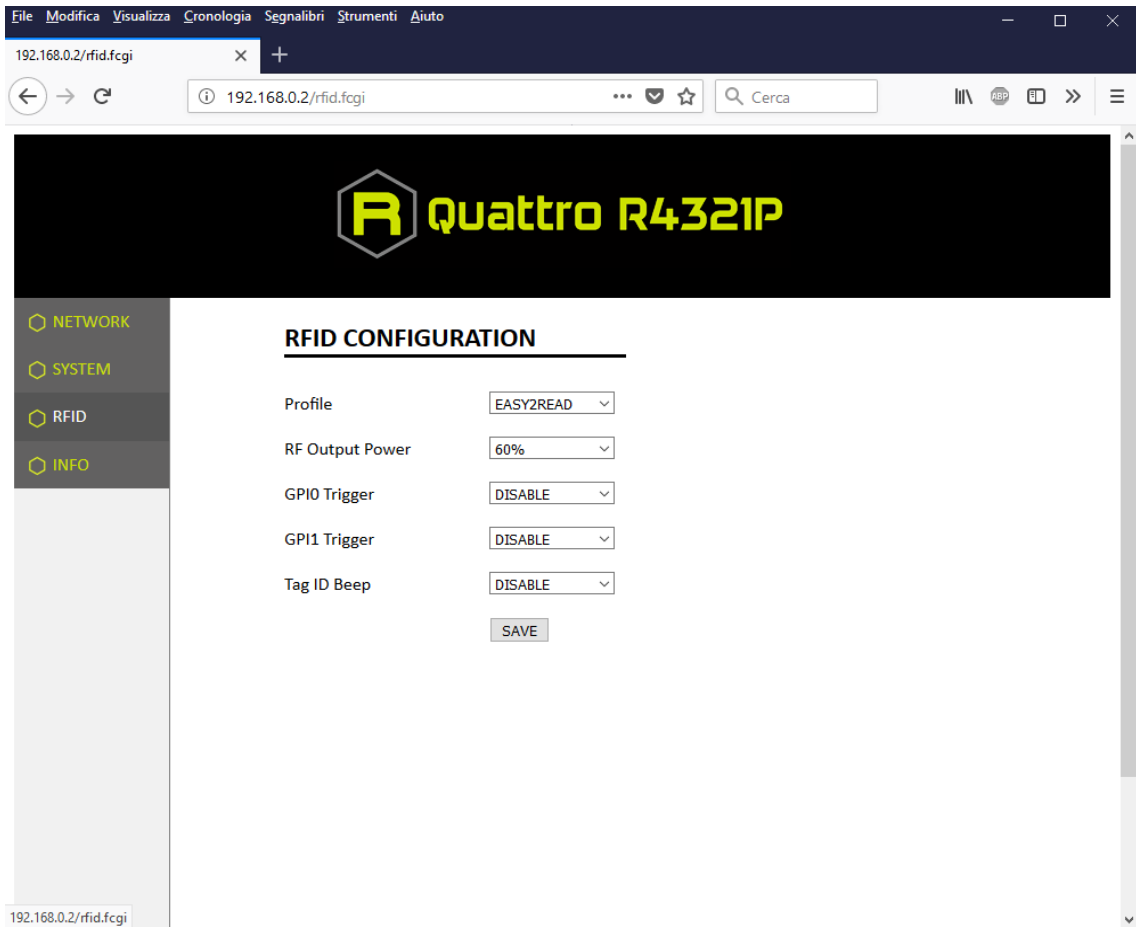 File Modifica Visualizza Cronologia Segnalibri Strumenti Aiuto
192.168.0.2/rfid.fcgi
192.168.0.2/rfid.fcgi
Cerca
ABP
R Quattro R4321P
NETWORK
SYSTEM
RFID
INFO
RFID CONFIGURATION
Profile EASY2READ
RF Output Power 60%
GPI0 Trigger DISABLE
GPI1 Trigger DISABLE
Tag ID Beep DISABLE
SAVE
192.168.0.2/rfid.fcgi